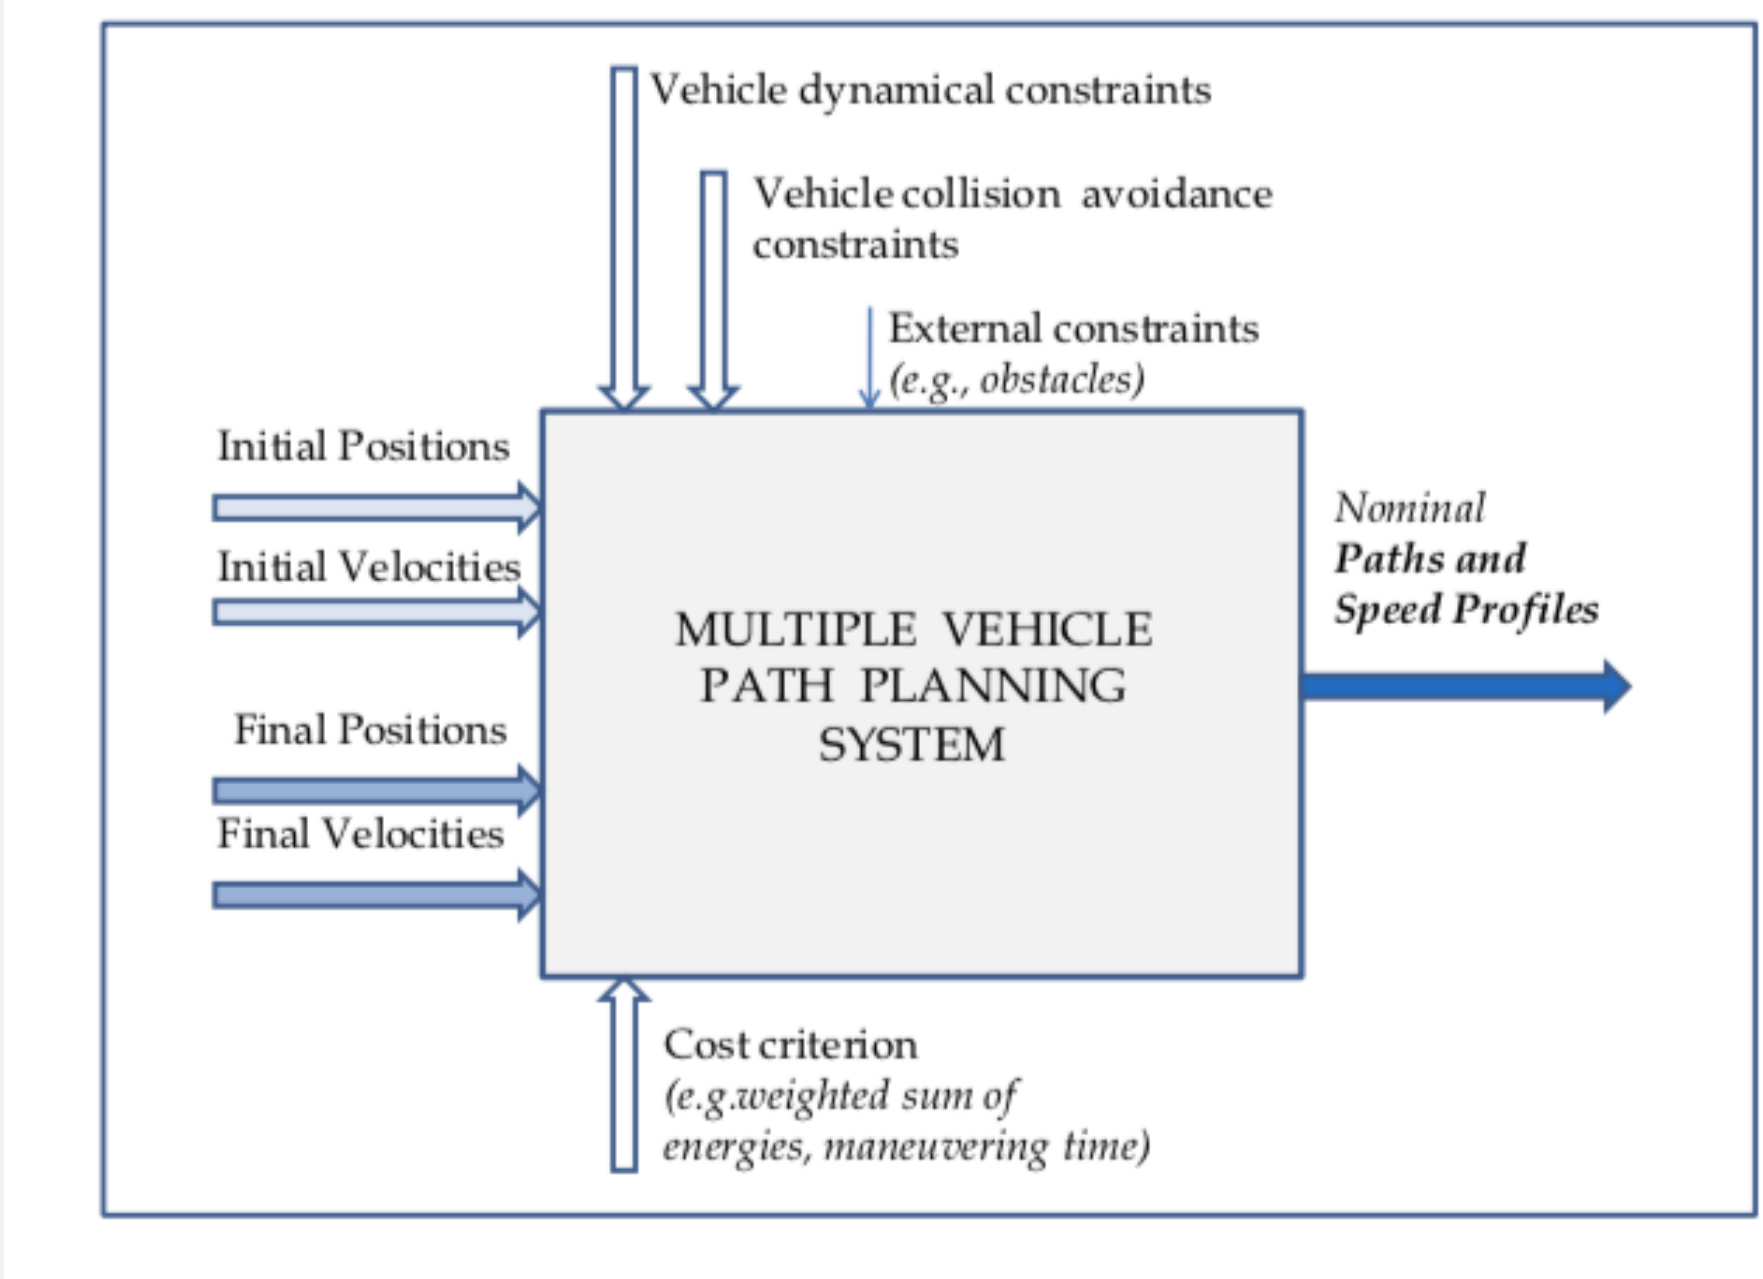 Vehicle dynamical constraints
Vehicle collision avoidance
constraints
External constraints
(e.g., obstacles)
Initial Positions
Initial Velocities
Final Positions
Final Velocities
MULTIPLE VEHICLE
PATH PLANNING
SYSTEM
Nominal
Paths and
Speed Profiles
Cost criterion
(e.g.weighted sum of
energies, maneuvering time)